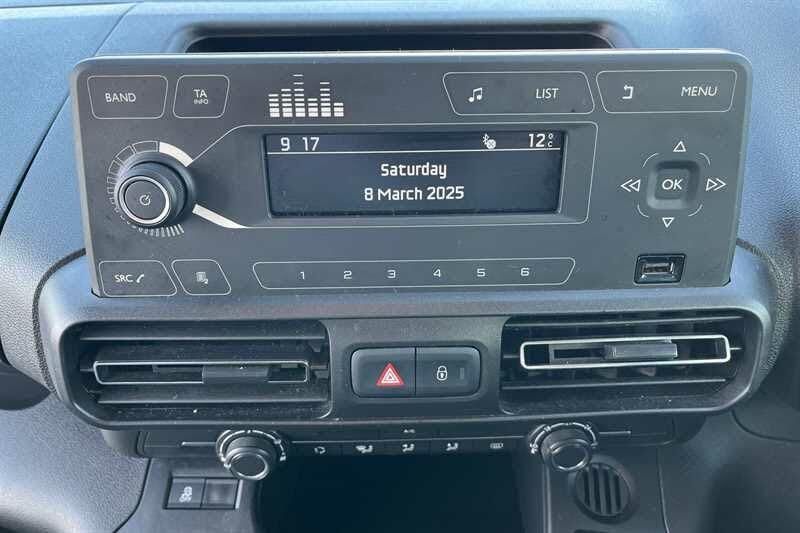 BAND
TA
INFO
LIST
MENU
9 17
12°C
Saturday
8 March 2025
OK
SRC
1 2 3 4 5 6